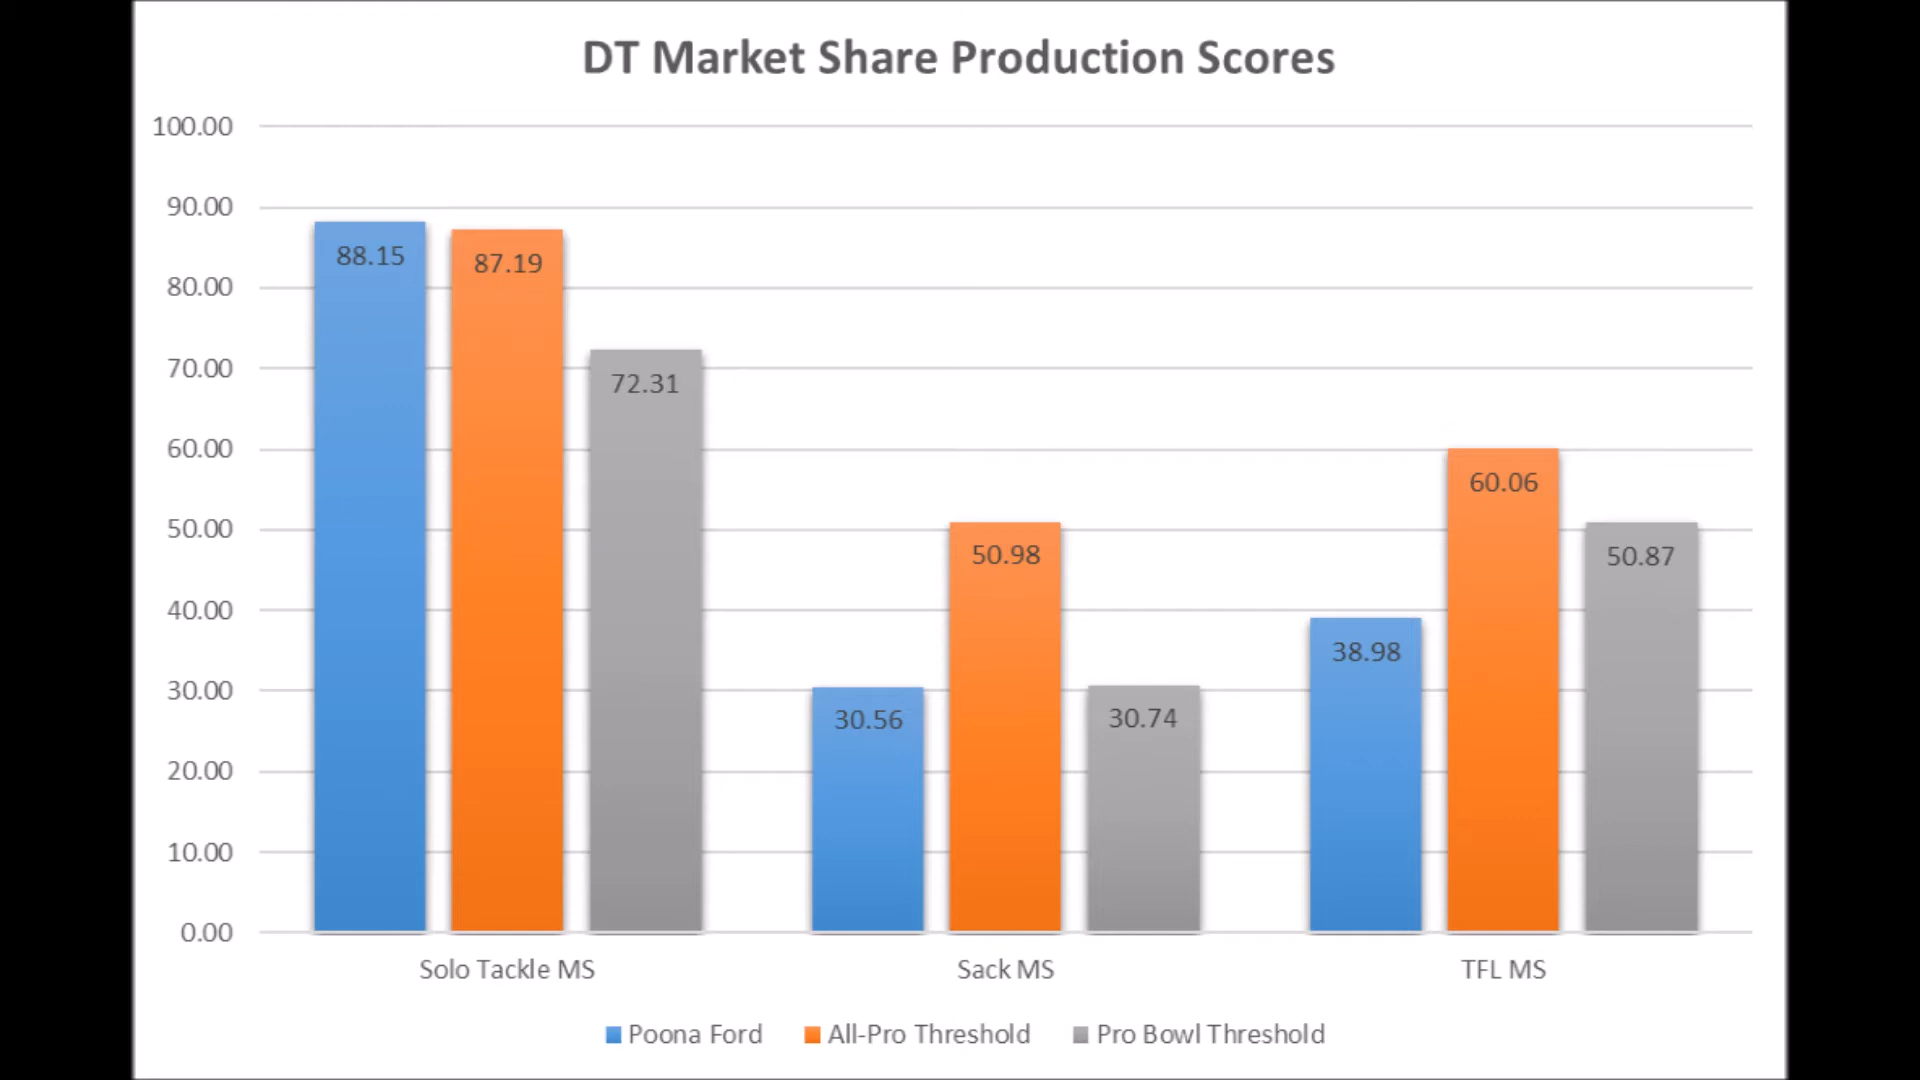 DT Market Share Production Scores
100.00
90.00
80.00
70.00
60.00
50.00
40.00
30.00
20.00
10.00
0.00
88.15
87.19
72.31
30.56
50.98
30.74
38.98
60.06
50.87
Solo Tackle MS
Sack MS
TFL MS
Poona Ford
All-Pro Threshold
Pro Bowl Threshold